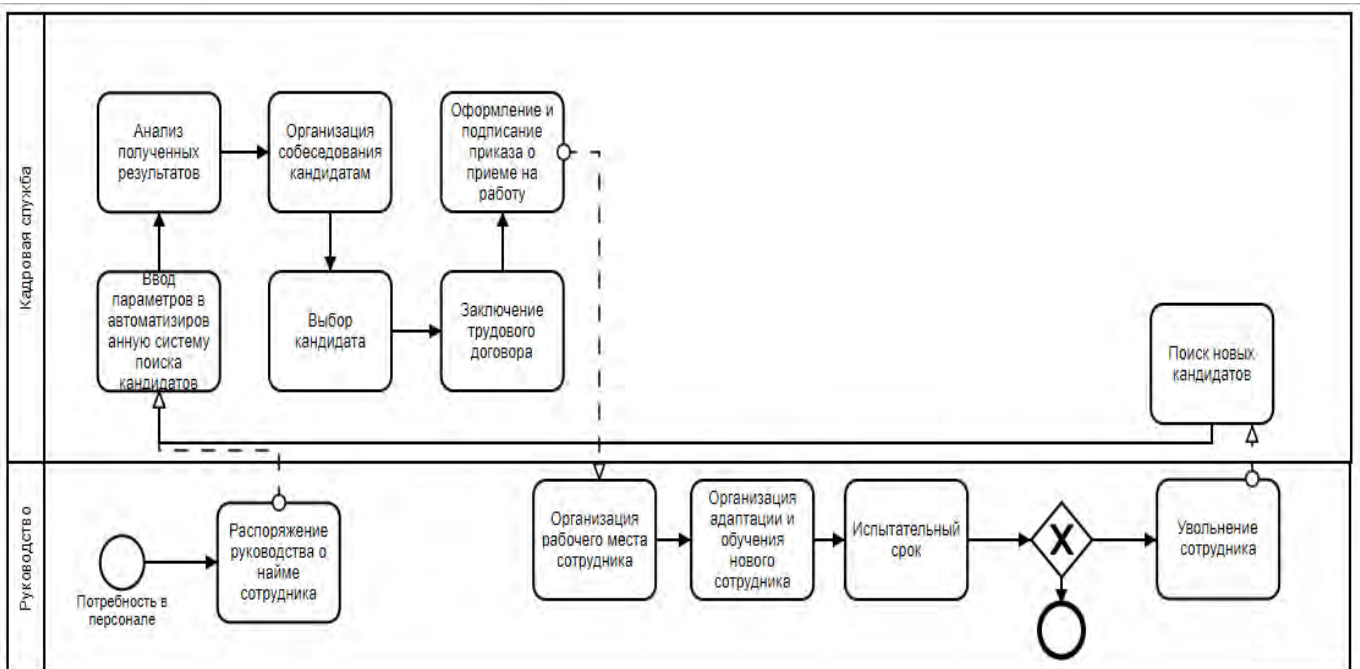 Кадровая служба
Анализ
полученных
результатов
Организация
собеседования
кандидатам
Оформление и
подписание
приказа о
приеме на
работу
Ввод
параметров в
автоматизиров
анную систему
поиска
кандидатов
Выбор
кандидата
Заключение
трудового
договора
Поиск новых
кандидатов
Руководство
Потребность в
персонале
Распоряжение
руководства о
найме
сотрудника
Организация
рабочего места
сотрудника
Организация
адаптации и
обучения
нового
сотрудника
Испытательный
срок
X
Увольнение
сотрудника